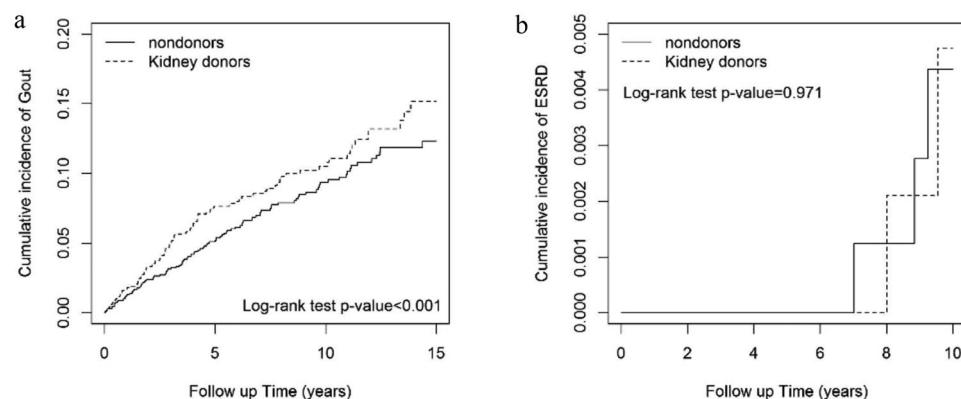 a
Cumulative incidence of Gout
0.20
0.15
0.10
0.05
0.00
nondonors
Kidney donors
Log-rank test p-value<0.001
0 5 10 15
Follow up Time (years)
b
Cumulative incidence of ESRD
0.005
0.004
0.003
0.002
0.001
0.000
nondonors
Kidney donors
Log-rank test p-value=0.971
0 2 4 6 8 10
Follow up Time (years)